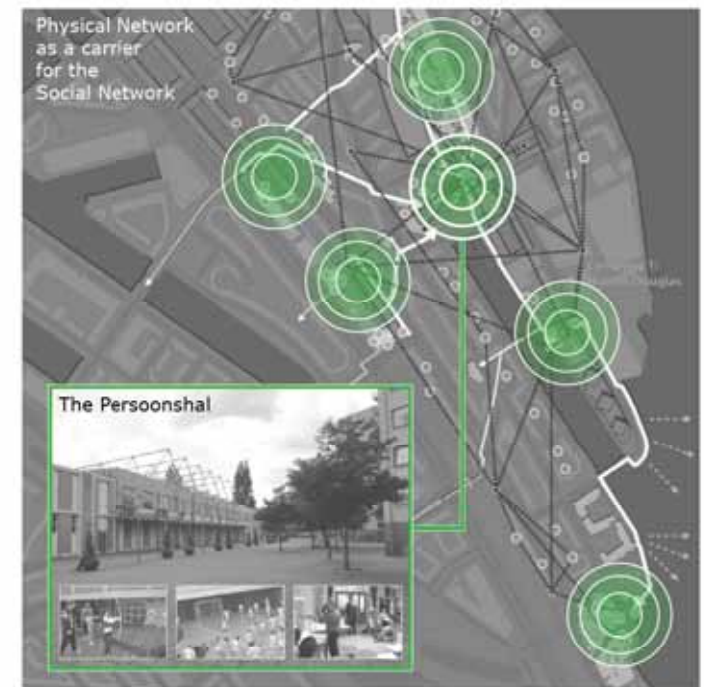 Physical Network
as a carrier
for the
Social Network
The Persoonshal